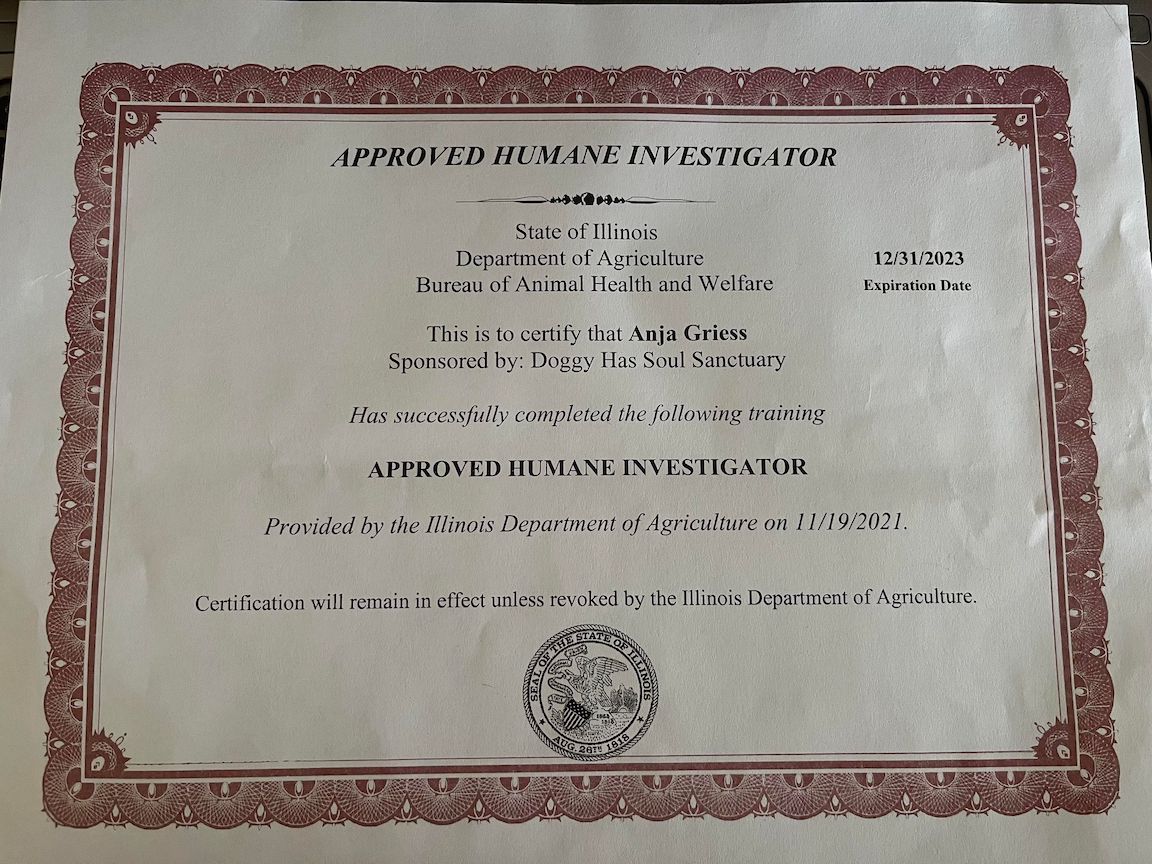 APPROVED HUMANE INVESTIGATOR
State of Illinois
Department of Agriculture
Bureau of Animal Health and Welfare
12/31/2023
Expiration Date
This is to certify that Anja Griess
Sponsored by: Doggy Has Soul Sanctuary
Has successfully completed the following training
APPROVED HUMANE INVESTIGATOR
Provided by the Illinois Department of Agriculture on 11/19/2021.
Certification will remain in effect unless revoked by the Illinois Department of Agriculture.
SEAL OF THE STATE OF ILLINOIS
1868
1818
AUG. 26TH 1818